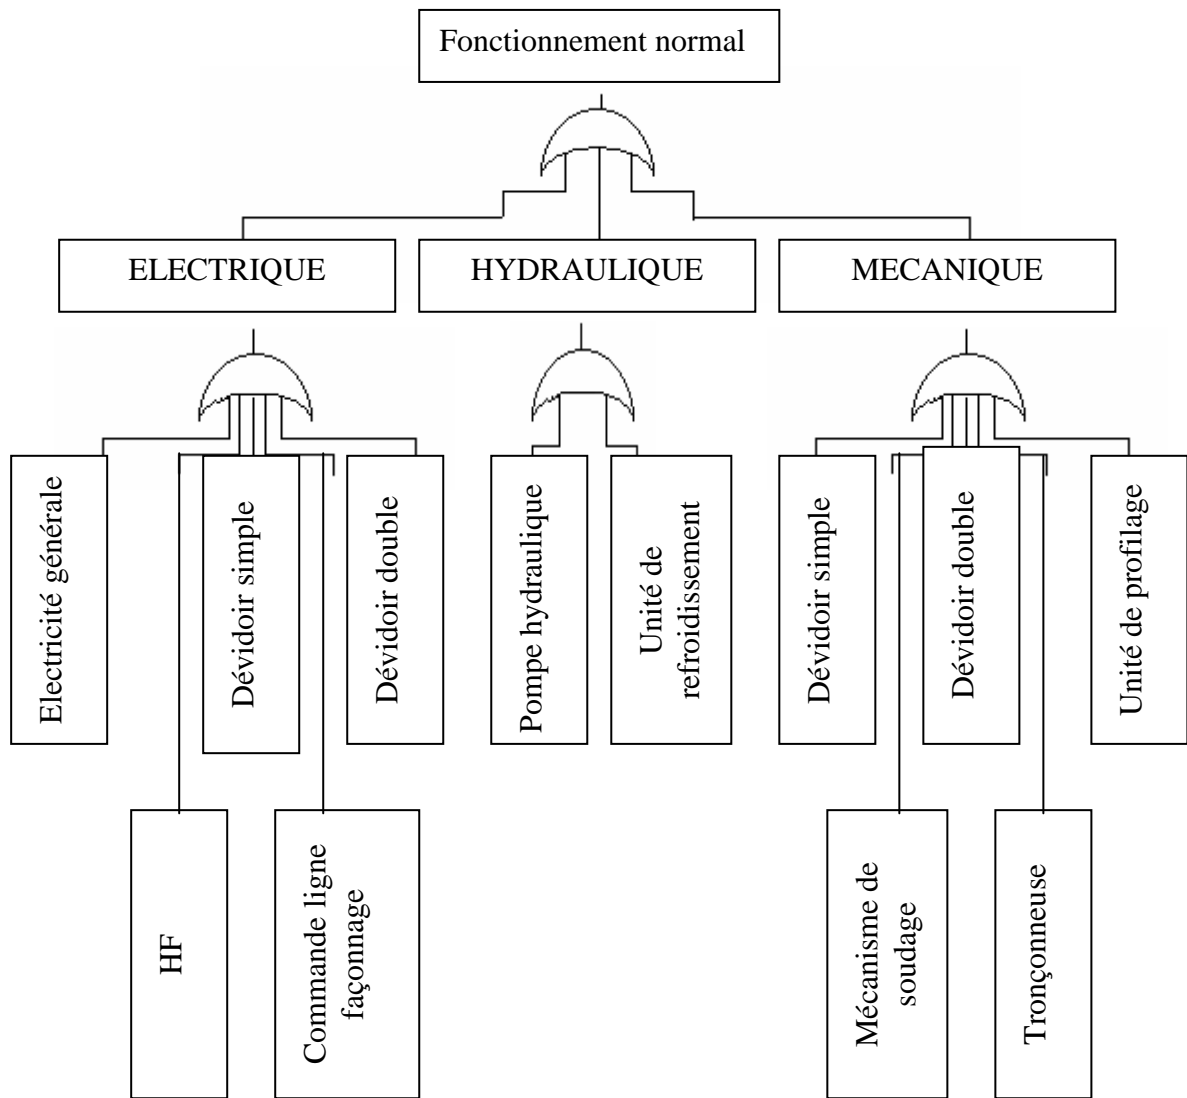 Fonctionnement normal
ELECTRIQUE
HYDRAULIQUE
MECANIQUE
Electricité générale
Dévidoir simple
Dévidoir double
Pompe hydraulique
Unité de
refroidissement
Dévidoir simple
Dévidoir double
Unité de profilage
HF
Commande ligne
façonnage
Mécanisme de
soudage
Tronçonneuse